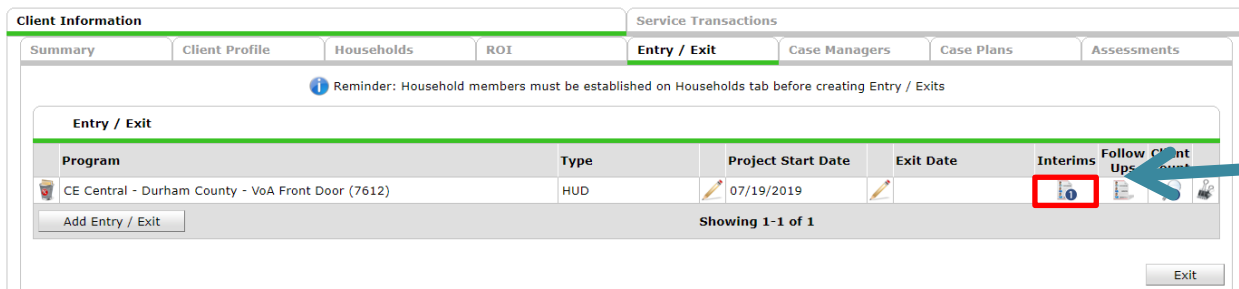 Client Information Service Transactions
Summary Client Profile Households ROI Entry / Exit Case Managers Case Plans Assessments
Reminder: Household members must be established on Households tab before creating Entry / Exits
Entry / Exit
Program Type Project Start Date Exit Date Interims Follow Ups Client
CE Central - Durham County - VoA Front Door (7612) HUD 07/19/2019 1
Add Entry / Exit Showing 1-1 of 1
Exit